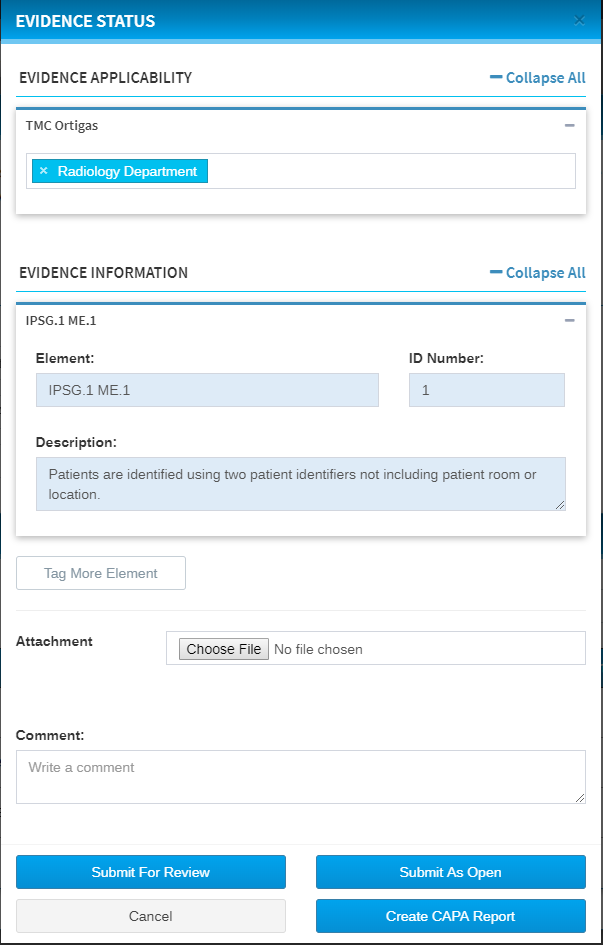 EVIDENCE STATUS ×
EVIDENCE APPLICABILITY
Collapse All
TMC Ortigas
× Radiology Department
EVIDENCE INFORMATION
Collapse All
IPSG.1 ME.1
Element:
ID Number:
IPSG.1 ME.1
1
Description:
Patients are identified using two patient identifiers not including patient room or
location.
Tag More Element
Attachment
Choose File No file chosen
Comment:
Write a comment
Submit For Review
Submit As Open
Cancel
Create CAPA Report